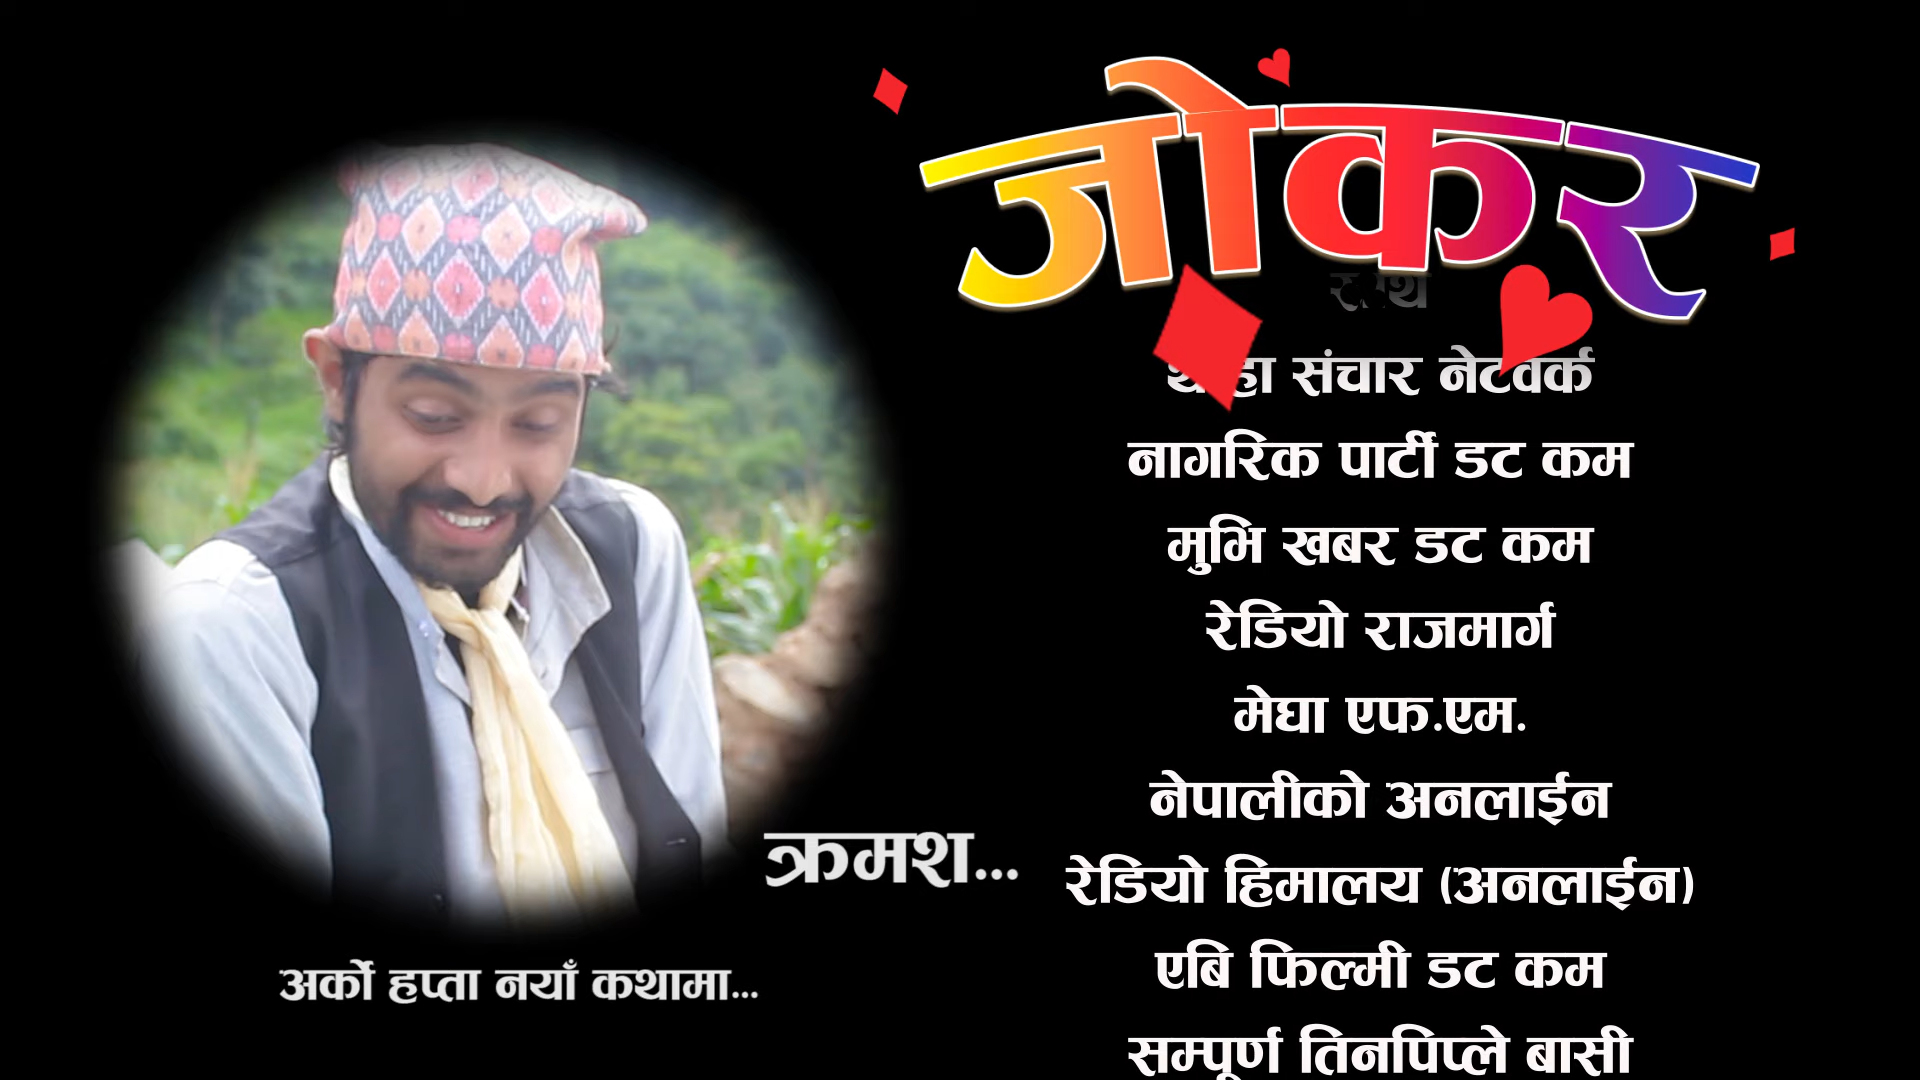 जोकर
संचार नेटवर्क
नागरिक पार्टी डट कम
मुभि खबर डट कम
रेडियो राजमार्ग
मेघा एफ.एम.
नेपालीको अनलाईन
रेडियो हिमालय (अनलाईन)
एबि फिल्मी डट कम
सम्पूर्ण तिनपिप्ले बासी
क्रमश...
अर्को हप्ता नयाँ कथामा...